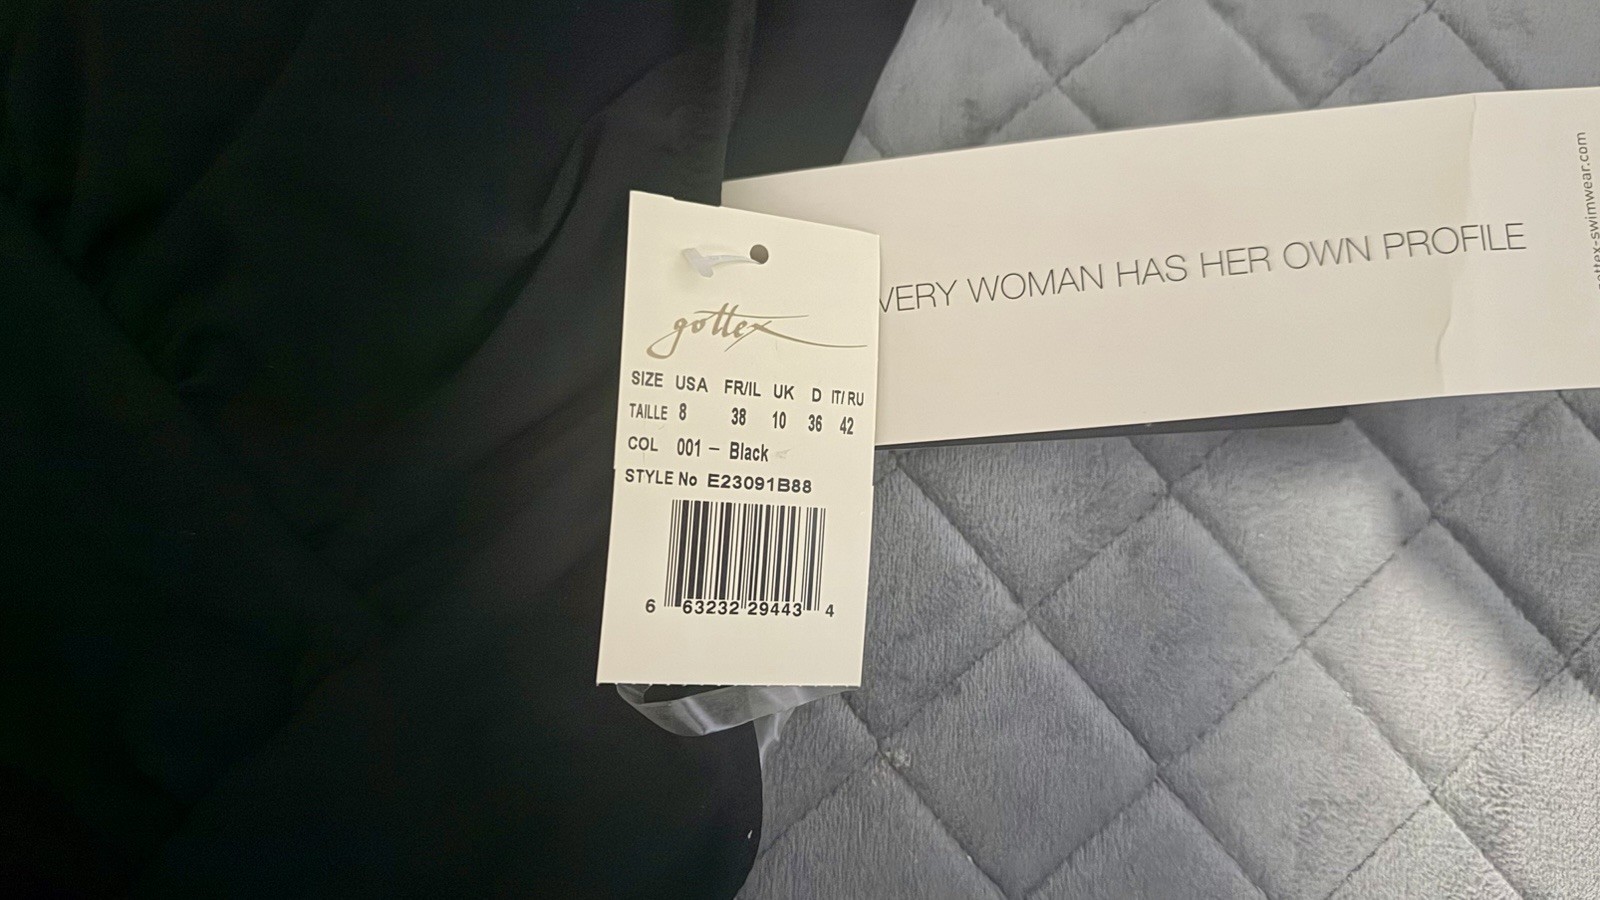 gottex
SIZE USA FR/IL UK D IT/RU
TAILLE 8 38 10 36 42
COL 001 – Black
STYLE No E23091B88
6 63232 29443 4
VERY WOMAN HAS HER OWN PROFILE
gottex-swimwear.com